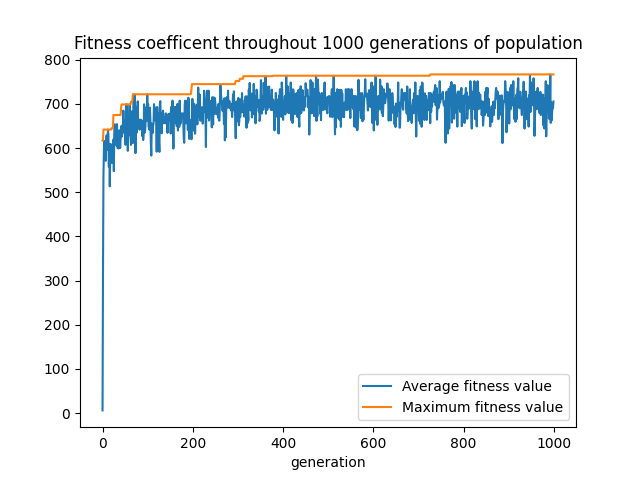 Fitness coefficent throughout 1000 generations of population
800
700
600
500
400
300
200
100
0
0 200 400 600 800 1000
generation
Average fitness value
Maximum fitness value